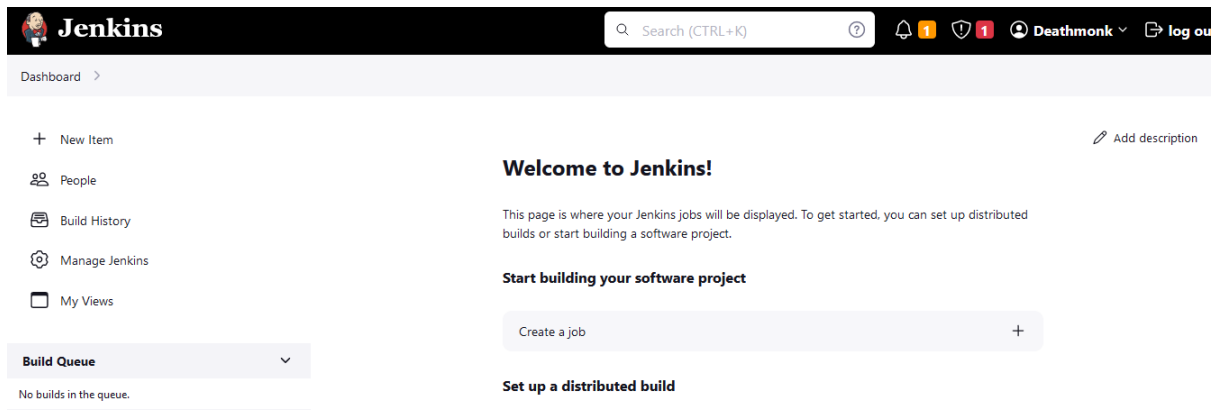 Jenkins
Search (CTRL+K)
1
1
Deathmonk
log ou
Dashboard
New Item
People
Build History
Manage Jenkins
My Views
Build Queue
No builds in the queue.
Add description
Welcome to Jenkins!
This page is where your Jenkins jobs will be displayed. To get started, you can set up distributed
builds or start building a software project.
Start building your software project
Create a job
Set up a distributed build